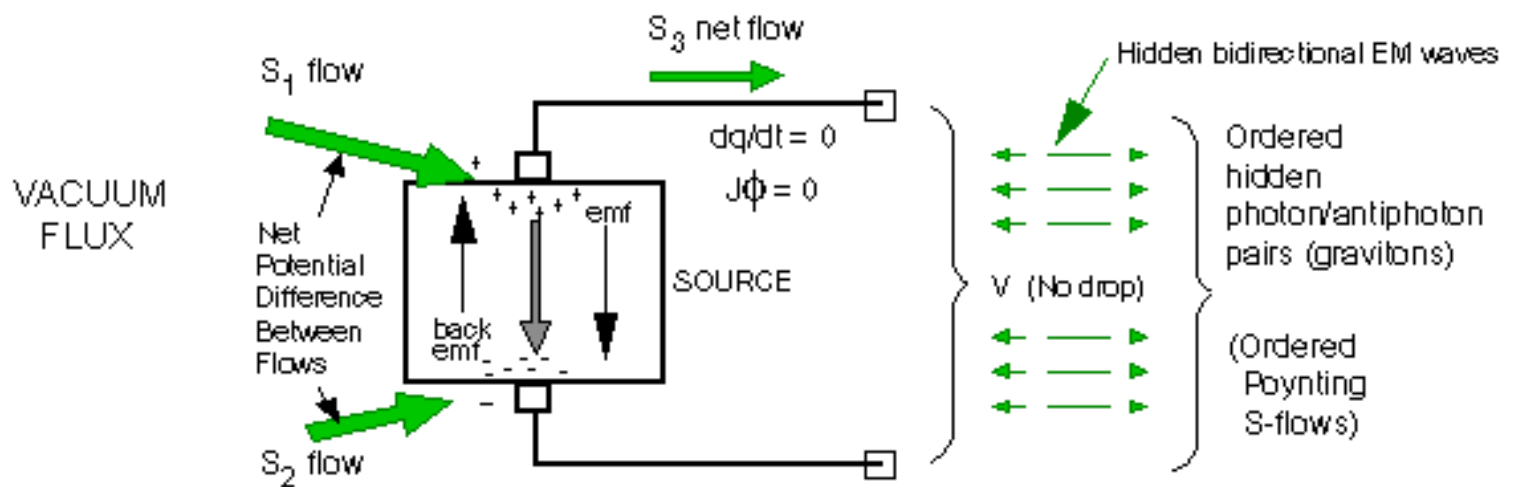 S3 net flow
Hidden bidirectional EM waves
S1 flow
VACUUM
FLUX
Net
Potential
Difference
Between
Flows
+
+ + + + + +
emf
back
emf
- - - - - - - -
-
SOURCE
S2 flow
dq/dt = 0
Jϕ = 0
V (No drop)
Ordered
hidden
photon/antiphoton
pairs (gravitons)
(Ordered
Poynting
S-flows)